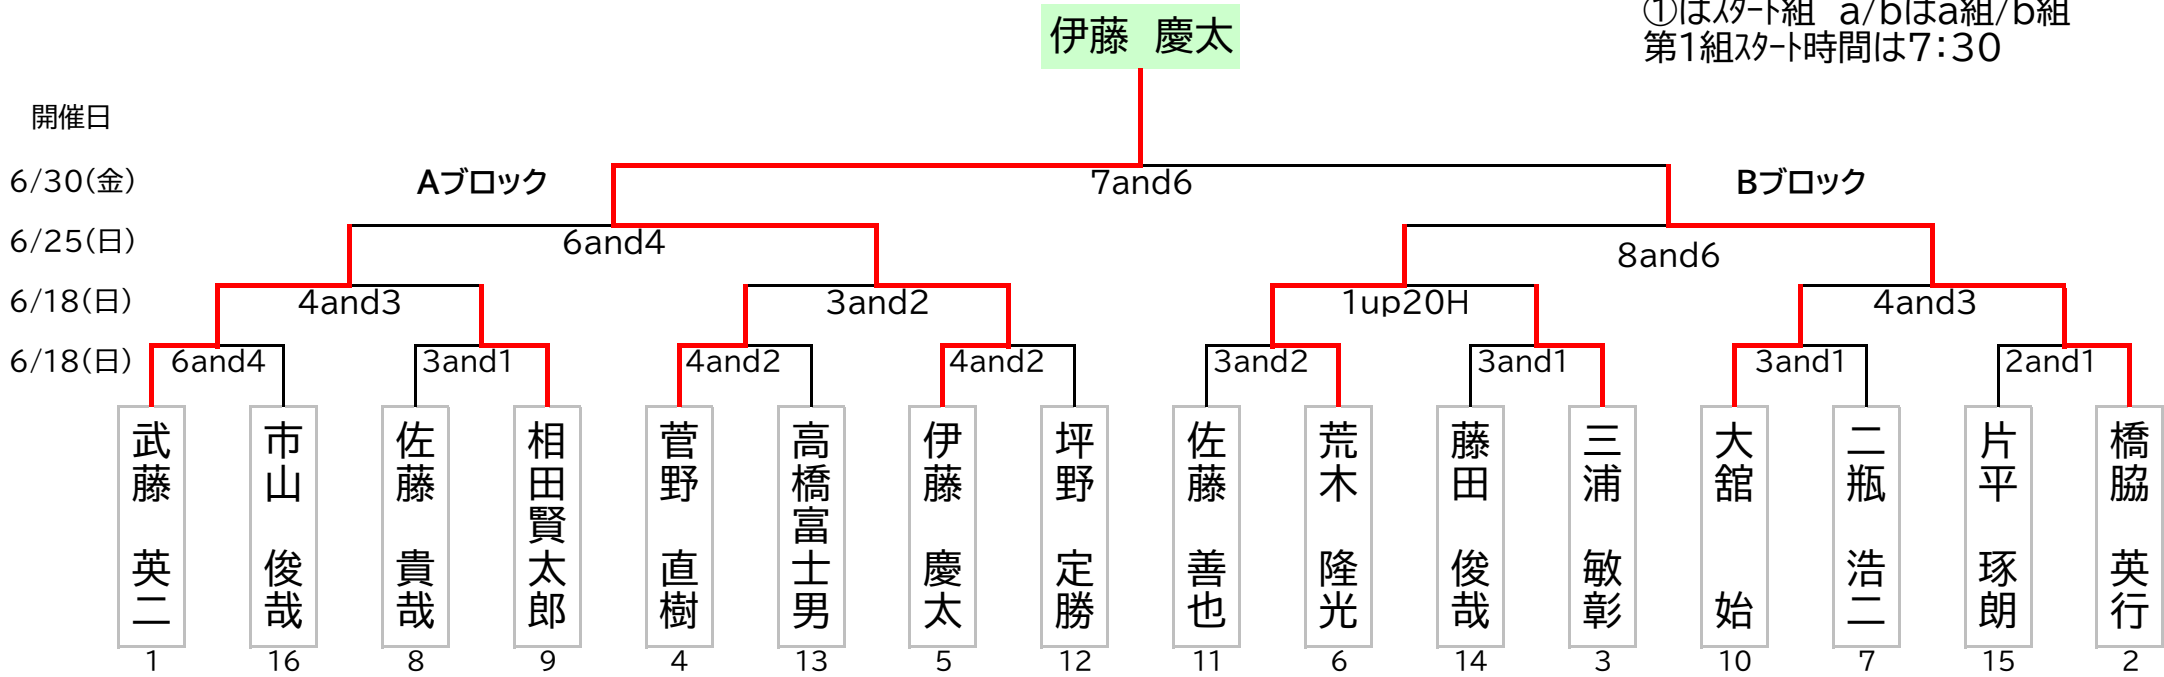 ①はｽﾀｰﾄ組 a/bはa組/b組
第1組ｽﾀｰﾄ時間は7:30
伊藤 慶太
開催日
6/30(金)
Aブロック
7and6
Bブロック
6/25(日)
6and4
8and6
6/18(日)
4and3
3and2
1up20H
4and3
6/18(日)
6and4
3and1
4and2
4and2
3and2
3and1
3and1
2and1
武藤 英二
市山 俊哉
佐藤 貴哉
相田賢太郎
菅野 直樹
高橋富士男
伊藤 慶太
坪野 定勝
佐藤 善也
荒木 隆光
藤田 俊哉
三浦 敏彰
大舘 始
二瓶 浩二
片平 琢朗
橋脇 英行
1
16
8
9
4
13
5
12
11
6
14
3
10
7
15
2